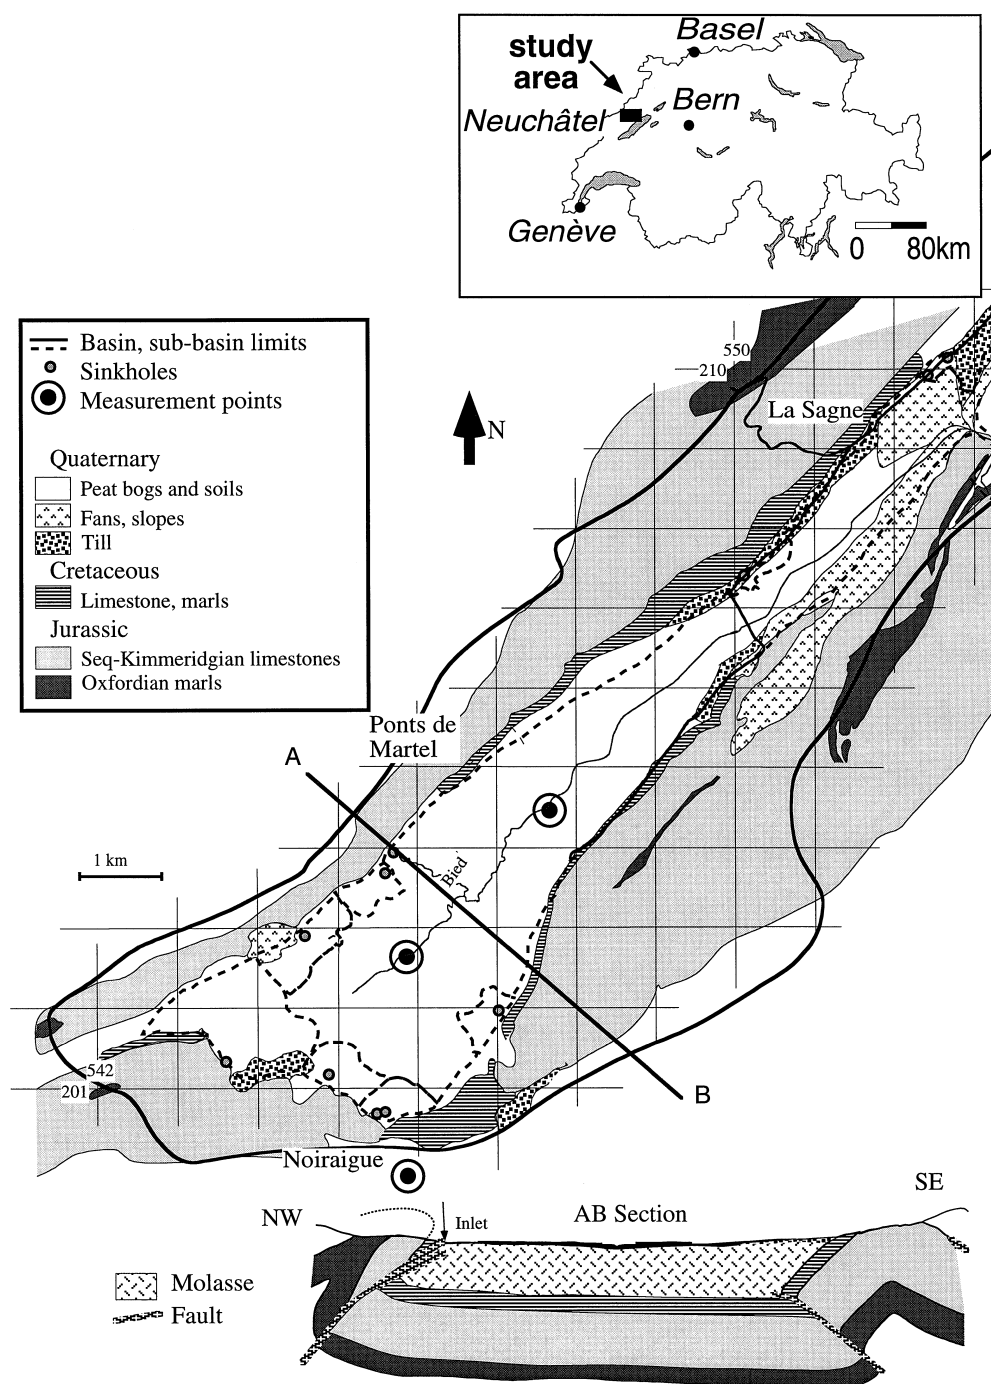 Basel
study
area
Bern
Neuchâtel
Genève
0 80km
Basin, sub-basin limits
Sinkholes
Measurement points
Quaternary
Peat bogs and soils
Fans, slopes
Till
Cretaceous
Limestone, marls
Jurassic
Seq-Kimmeridgian limestones
Oxfordian marls
N
550
210
La Sagne
Ponts de
Martel
A
1 km
Bied
542
201
B
Noiraigue
SE
NW
Inlet
AB Section
Molasse
Fault